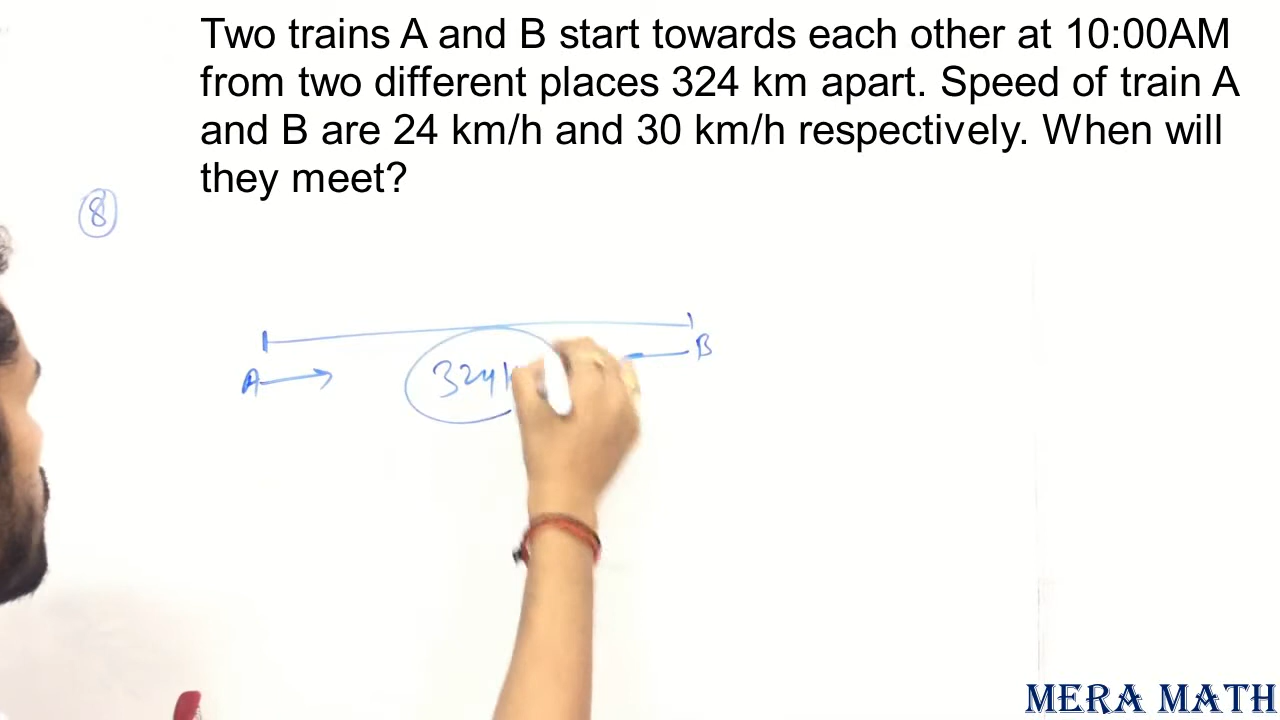 Two trains A and B start towards each other at 10:00AM
from two different places 324 km apart. Speed of train A
and B are 24 km/h and 30 km/h respectively. When will
they meet?
8
B
A
324
MERA MATH